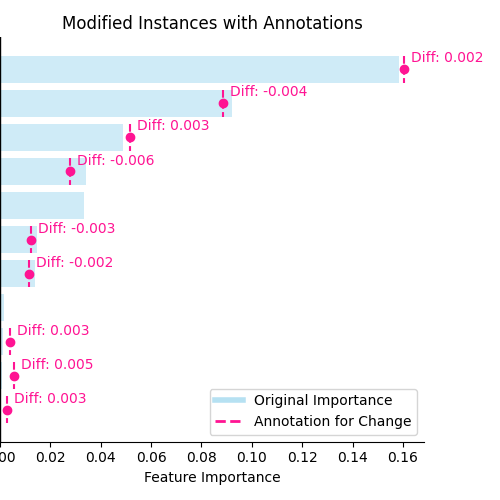 Modified Instances with Annotations
Diff: 0.002
Diff: -0.004
Diff: 0.003
Diff: -0.006
Diff: -0.003
Diff: -0.002
Diff: 0.003
Diff: 0.005
Diff: 0.003
Original Importance
Annotation for Change
00 0.02 0.04 0.06 0.08 0.10 0.12 0.14 0.16
Feature Importance